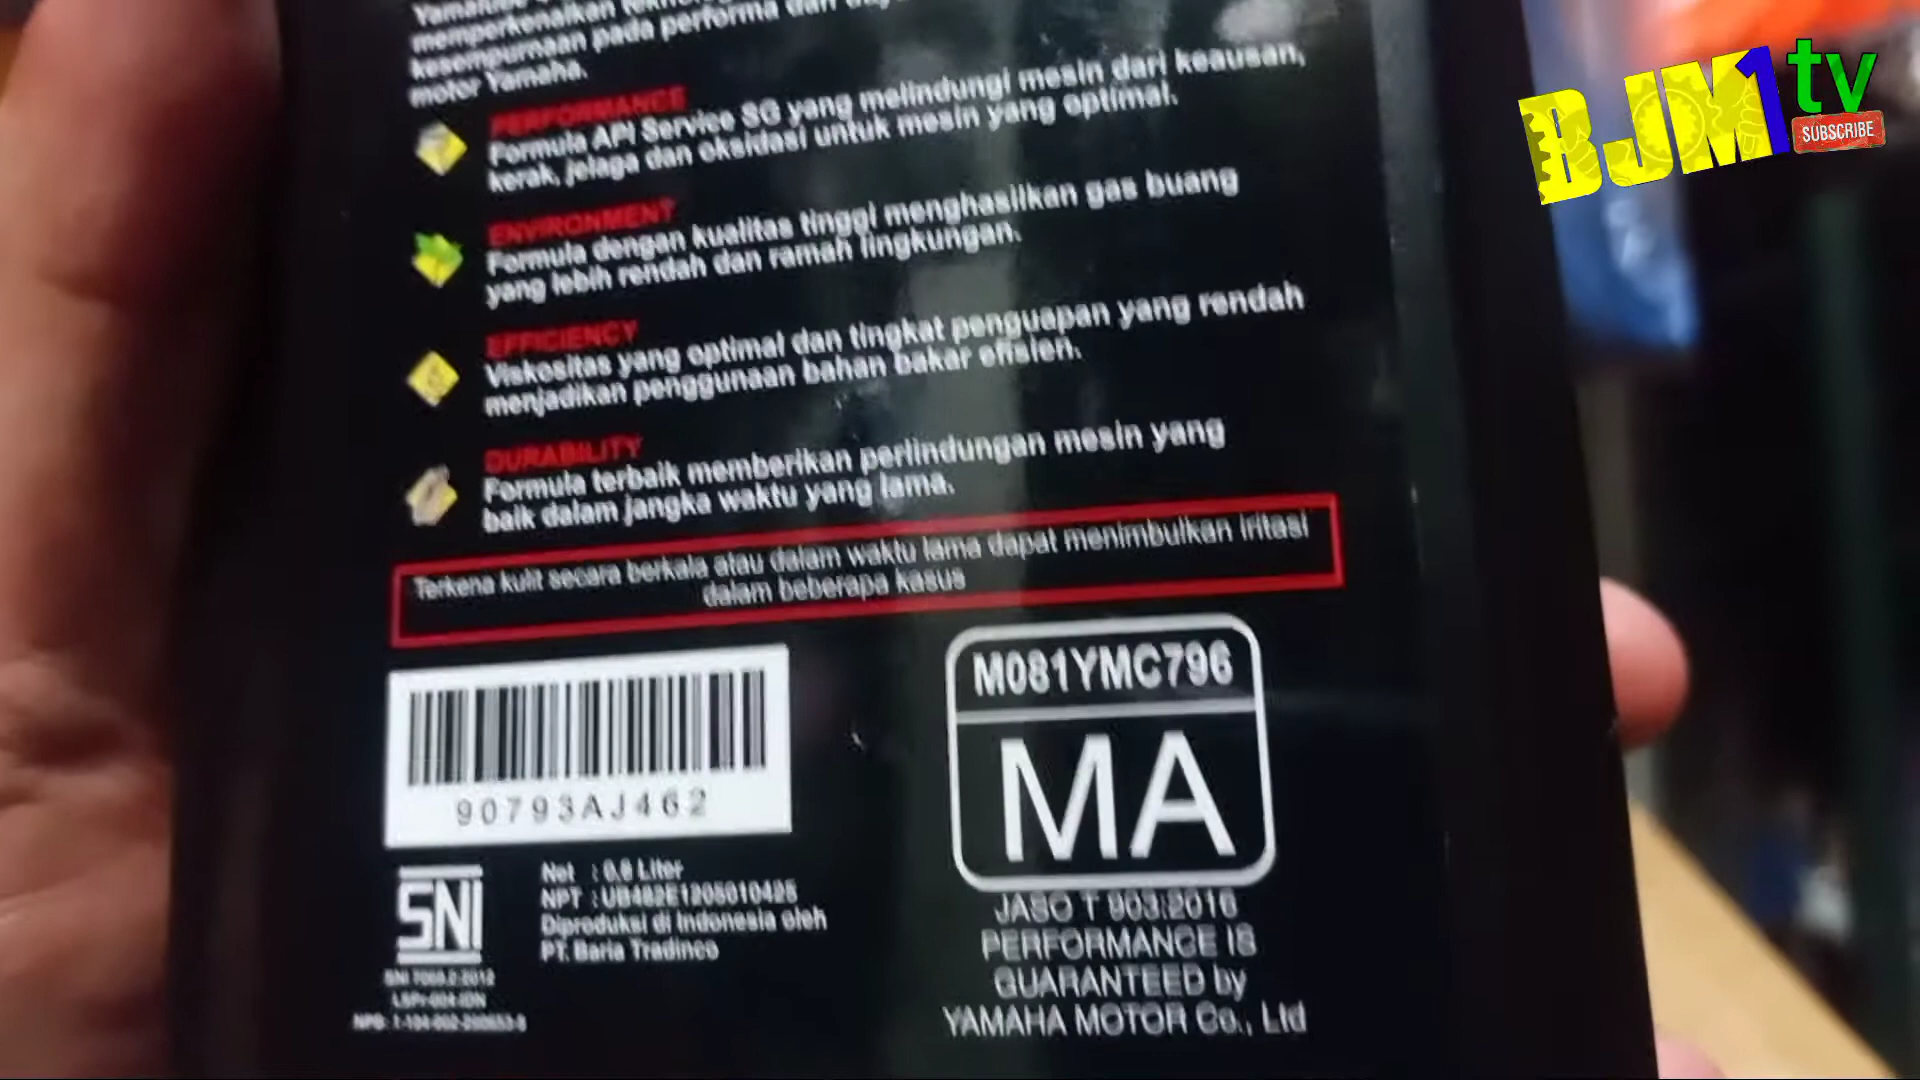 memperkenalkan
kesempurnaan pada performa dan
motor Yamaha.
PERFORMANCE
Formula API Service SG yang melindungi mesin dari keausan,
kerak, jelaga dan oksidasi untuk mesin yang optimal.
ENVIRONMENT
Formula dengan kualitas tinggi menghasilkan gas buang
yang lebih rendah dan ramah lingkungan.
EFFICIENCY
Viskositas yang optimal dan tingkat penguapan yang rendah
menjadikan penggunaan bahan bakar efisien.
DURABILITY
Formula terbaik memberikan perlindungan mesin yang
baik dalam jangka waktu yang lama.
Terkena kulit secara berkala atau dalam waktu lama dapat menimbulkan iritasi
dalam beberapa kasus
90793AJ462
SNI
Net : 0,8 Liter
NPT : UB462E1205010425
Diproduksi di Indonesia oleh
PT. Baria Tradinco
M081YMC796
MA
JASO T 903:2016
PERFORMANCE IS
GUARANTEED by
YAMAHA MOTOR Co., Ltd
BJM1 tv
SUBSCRIBE